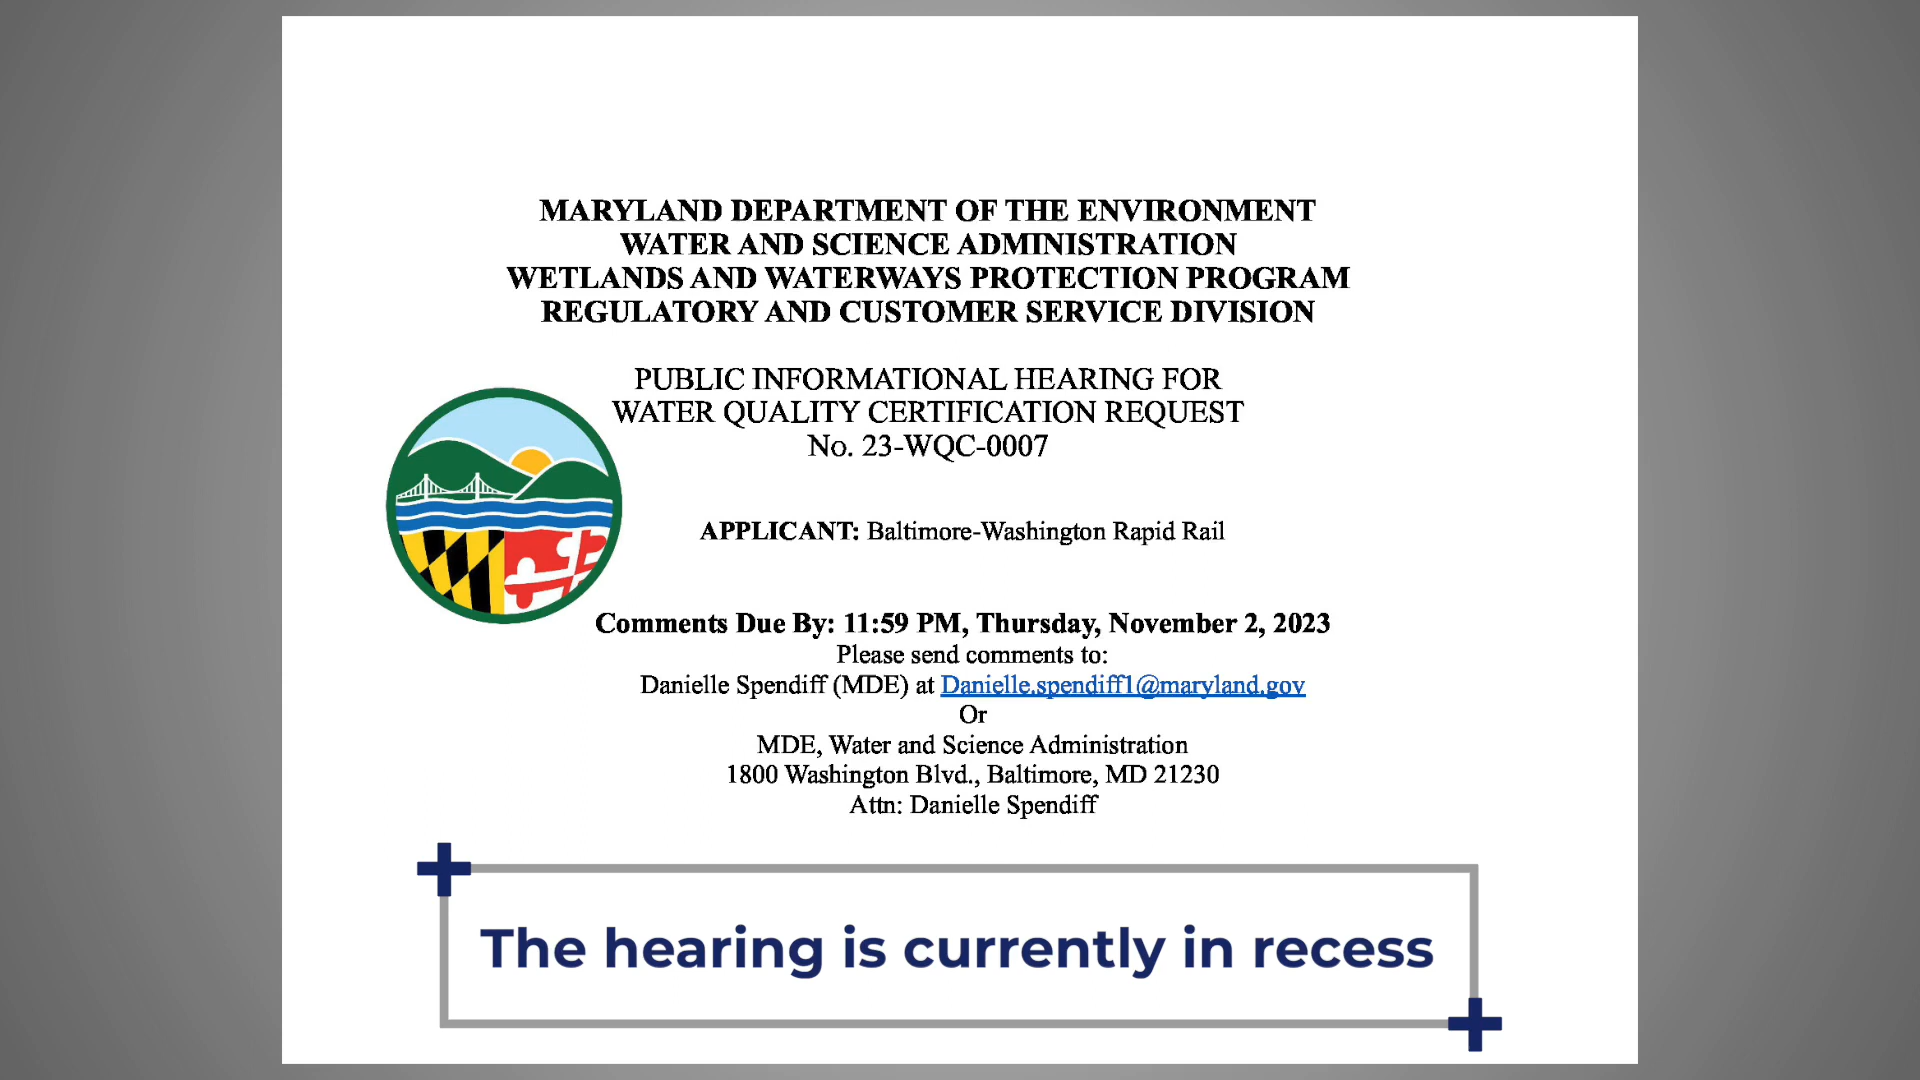 MARYLAND DEPARTMENT OF THE ENVIRONMENT
WATER AND SCIENCE ADMINISTRATION
WETLANDS AND WATERWAYS PROTECTION PROGRAM
REGULATORY AND CUSTOMER SERVICE DIVISION
PUBLIC INFORMATIONAL HEARING FOR
WATER QUALITY CERTIFICATION REQUEST
No. 23-WQC-0007
APPLICANT: Baltimore-Washington Rapid Rail
Comments Due By: 11:59 PM, Thursday, November 2, 2023
Please send comments to:
Danielle Spendiff (MDE) at Danielle.spendiff1@maryland.gov
Or
MDE, Water and Science Administration
1800 Washington Blvd., Baltimore, MD 21230
Attn: Danielle Spendiff
The hearing is currently in recess